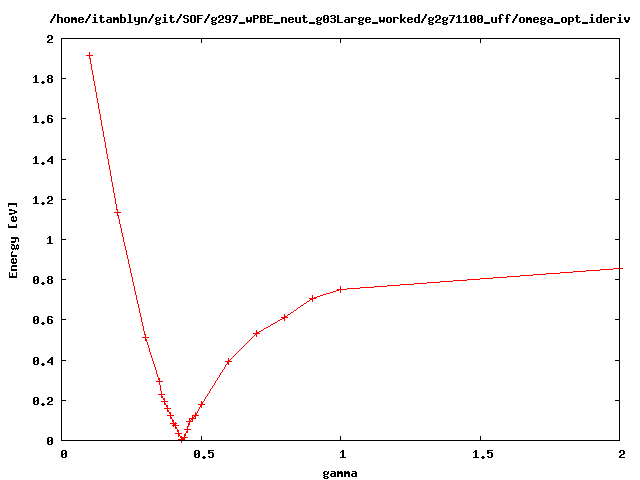 /home/itamblyn/git/SOF/g297_wPBE_neut_g03Large_worked/g2g71100_uff/omega_opt_ideriv
2
1.8
1.6
1.4
1.2
1
0.8
0.6
0.4
0.2
0
Energy [eV]
0 0.5 1 1.5 2
gamma